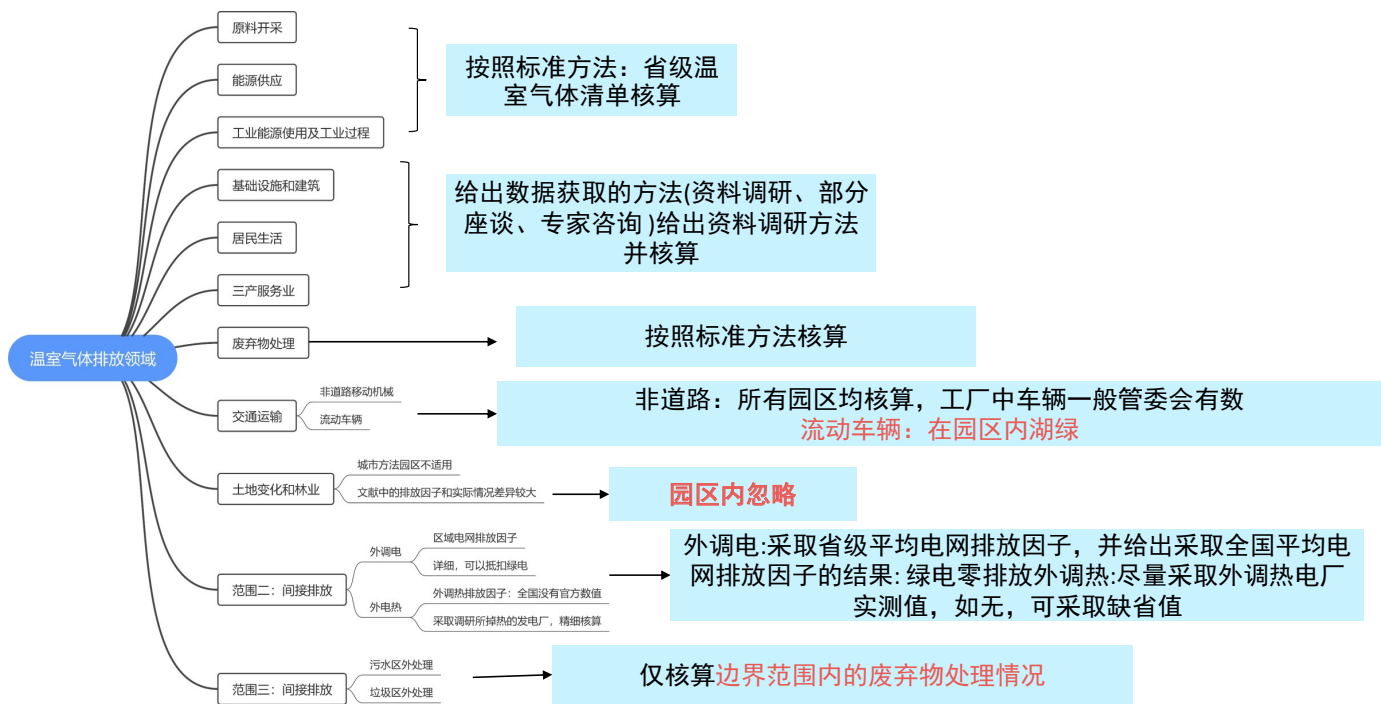 原料开采
能源供应
工业能源使用及工业过程
按照标准方法：省级温
室气体清单核算
基础设施和建筑
居民生活
三产服务业
给出数据获取的方法(资料调研、部分
座谈、专家咨询)给出资料调研方法
并核算
废弃物处理
按照标准方法核算
温室气体排放领域
交通运输
非道路移动机械
流动车辆
非道路：所有园区均核算，工厂中车辆一般管委会有数
流动车辆：在园区内湖绿
土地变化和林业
城市方法园区不适用
文献中的排放因子和实际情况差异较大
园区内忽略
范围二：间接排放
外调电
区域电网排放因子
详细，可以抵扣绿电
外电热
外调热排放因子：全国没有官方数值
采取调研所掉热的发电厂，精细核算
外调电:采取省级平均电网排放因子，并给出采取全国平均电
网排放因子的结果: 绿电零排放外调热:尽量采取外调热电厂
实测值，如无，可采取缺省值
范围三：间接排放
污水区外处理
垃圾区外处理
仅核算边界范围内的废弃物处理情况